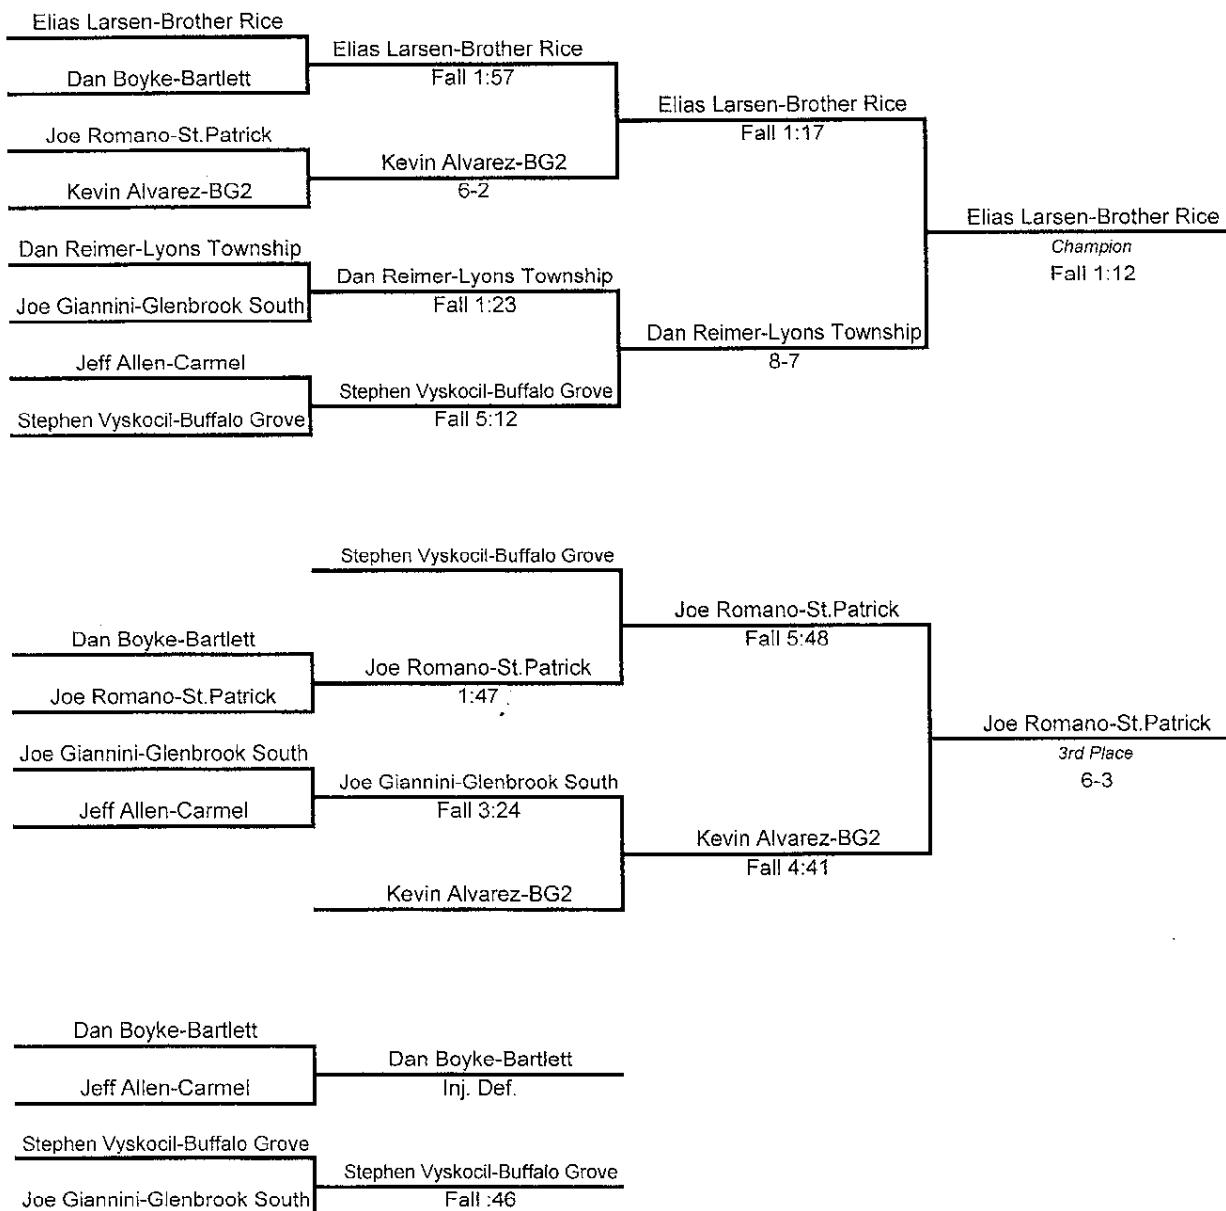 Elias Larsen-Brother Rice
Dan Boyke-Bartlett
Joe Romano-St.Patrick
Kevin Alvarez-BG2
Dan Reimer-Lyons Township
Joe Giannini-Glenbrook South
Jeff Allen-Carmel
Stephen Vyskocil-Buffalo Grove
Elias Larsen-Brother Rice
Fall 1:57
Kevin Alvarez-BG2
6-2
Dan Reimer-Lyons Township
Fall 1:23
Stephen Vyskocil-Buffalo Grove
Fall 5:12
Elias Larsen-Brother Rice
Fall 1:17
Dan Reimer-Lyons Township
8-7
Elias Larsen-Brother Rice
Champion
Fall 1:12
Dan Boyke-Bartlett
Joe Romano-St.Patrick
Joe Giannini-Glenbrook South
Jeff Allen-Carmel
Stephen Vyskocil-Buffalo Grove
Joe Romano-St.Patrick
1:47
Joe Giannini-Glenbrook South
Fall 3:24
Kevin Alvarez-BG2
Joe Romano-St.Patrick
Fall 5:48
Kevin Alvarez-BG2
Fall 4:41
Joe Romano-St.Patrick
3rd Place
6-3
Dan Boyke-Bartlett
Jeff Allen-Carmel
Dan Boyke-Bartlett
Inj. Def.
Stephen Vyskocil-Buffalo Grove
Joe Giannini-Glenbrook South
Stephen Vyskocil-Buffalo Grove
Fall :46